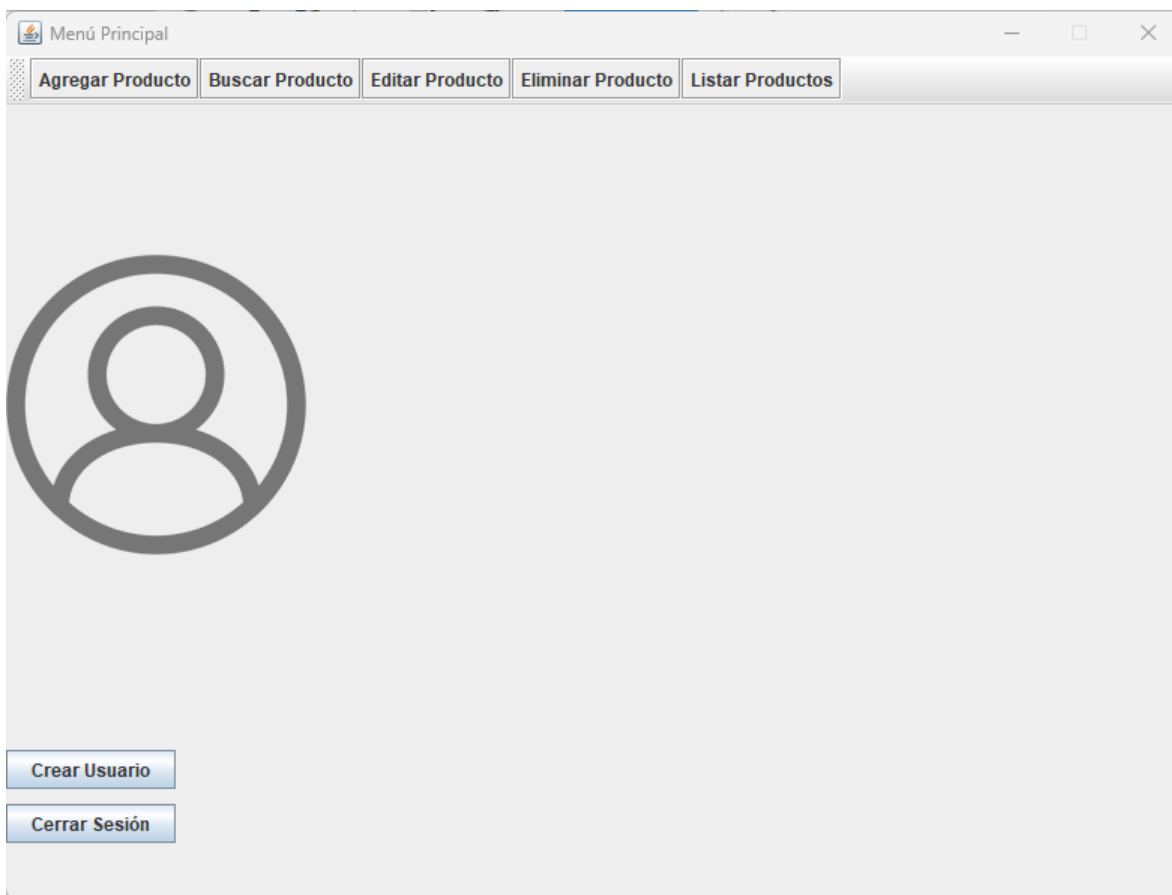 Menú Principal
Agregar Producto Buscar Producto Editar Producto Eliminar Producto Listar Productos
Crear Usuario
Cerrar Sesión